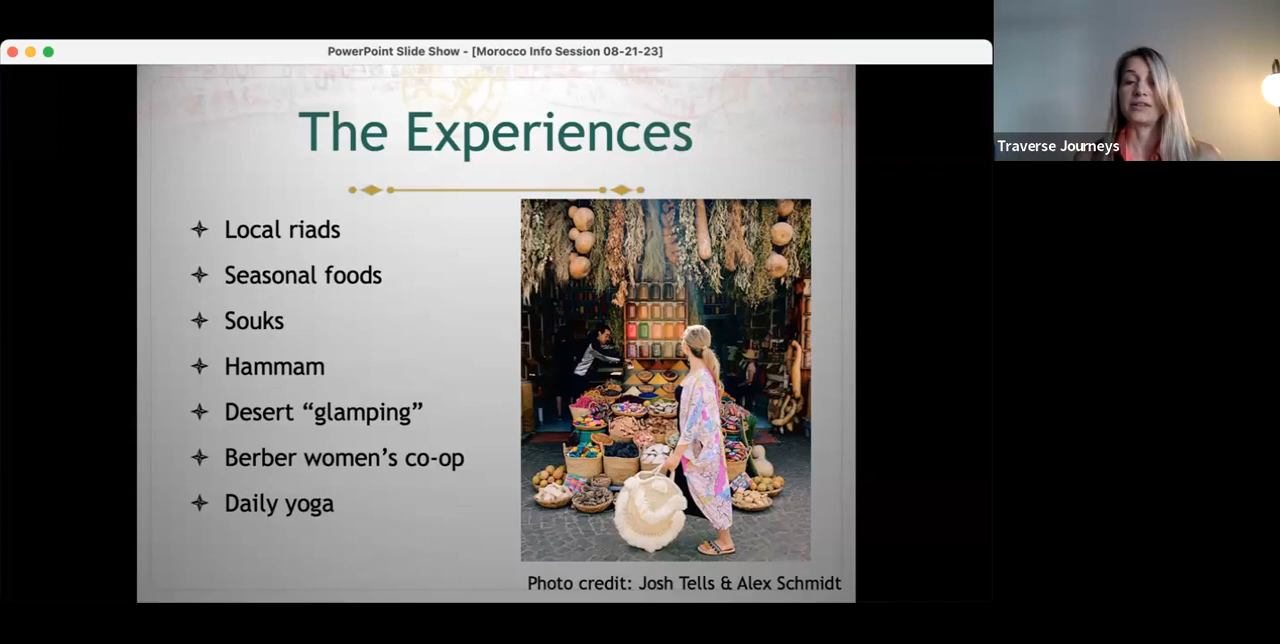 PowerPoint Slide Show - [Morocco Info Session 08-21-23]
The Experiences
Local riads
Seasonal foods
Souks
Hammam
Desert “glamping”
Berber women’s co-op
Daily yoga
Photo credit: Josh Tells & Alex Schmidt
Traverse Journeys